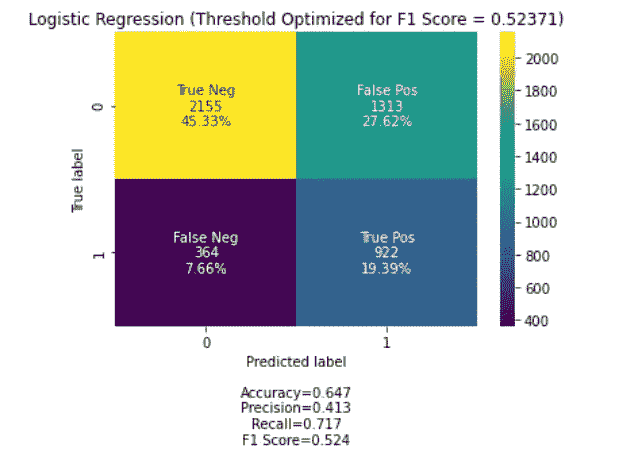 Logistic Regression (Threshold Optimized for F1 Score = 0.52371)
True Neg
2155
45.33%
False Pos
1313
27.62%
False Neg
364
7.66%
True Pos
922
19.39%
0
1
True label
0
1
Predicted label
2000
1800
1600
1400
1200
1000
800
600
400
Accuracy=0.647
Precision=0.413
Recall=0.717
F1 Score=0.524